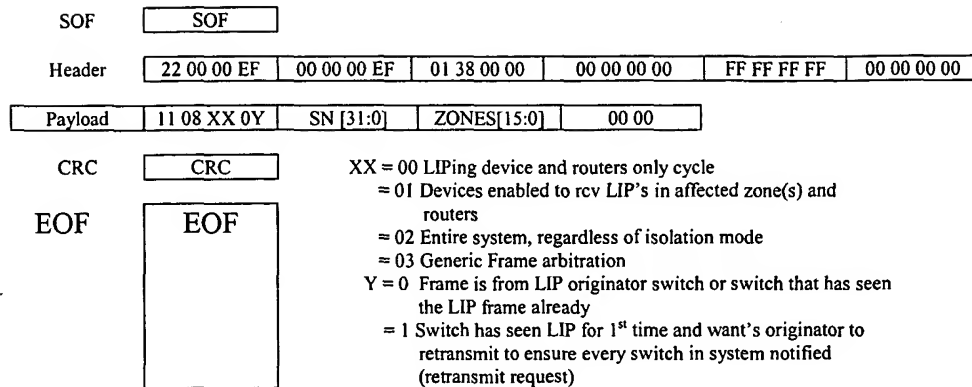 SOF SOF
Header 22 00 00 EF 00 00 00 EF 01 38 00 00 00 00 00 00 FF FF FF FF 00 00 00 00
Payload 11 08 XX 0Y SN [31:0] ZONES[15:0] 00 00
CRC CRC
EOF EOF
XX = 00 LIPing device and routers only cycle
= 01 Devices enabled to rcv LIP's in affected zone(s) and
routers
= 02 Entire system, regardless of isolation mode
= 03 Generic Frame arbitration
Y = 0 Frame is from LIP originator switch or switch that has seen
the LIP frame already
= 1 Switch has seen LIP for 1st time and want's originator to
retransmit to ensure every switch in system notified
(retransmit request)